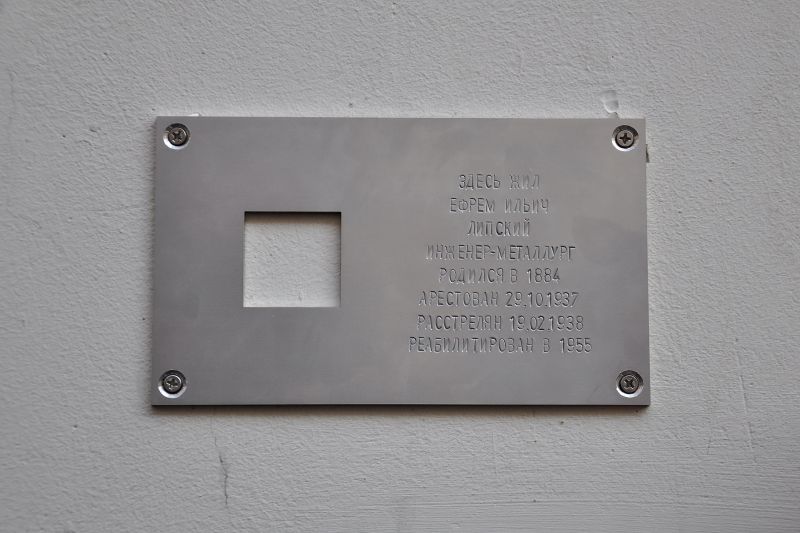 ЗДЕСЬ ЖИЛ
ЕФРЕМ ИЛЬИЧ
ЛИПСКИЙ
ИНЖЕНЕР-МЕТАЛЛУРГ
РОДИЛСЯ В 1884
АРЕСТОВАН 29.10.1937
РАССТРЕЛЯН 19.02.1938
РЕАБИЛИТИРОВАН В 1955